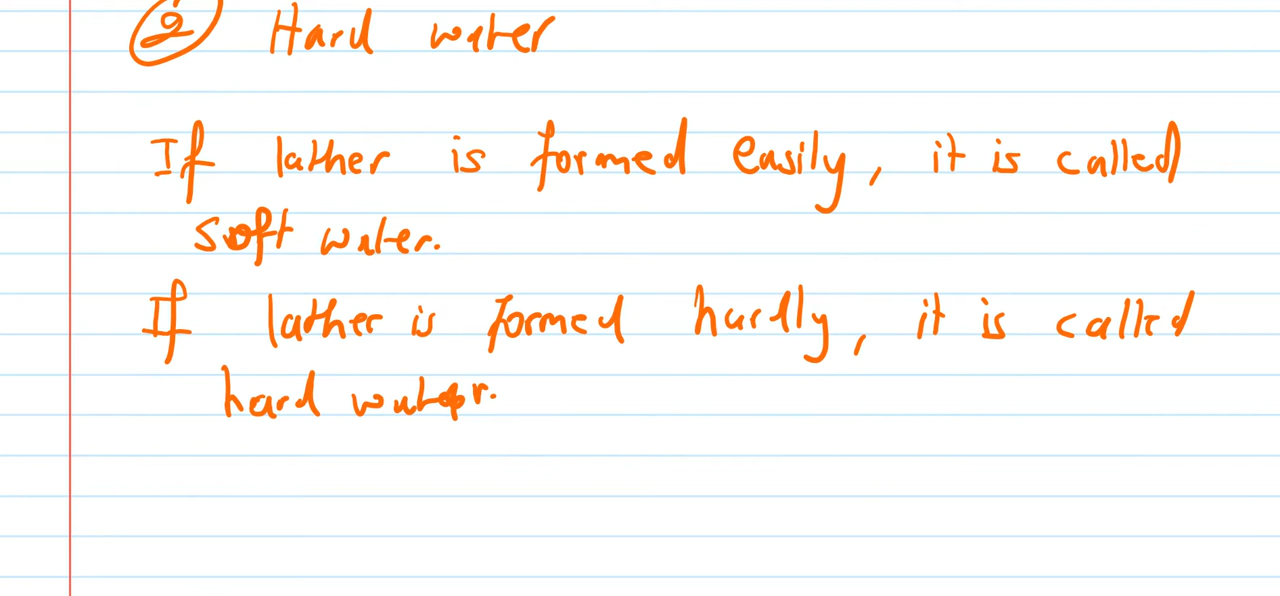 ② Hard water
If lather is formed easily, it is called
soft water.
If lather is formed hardly, it is called
hard water.